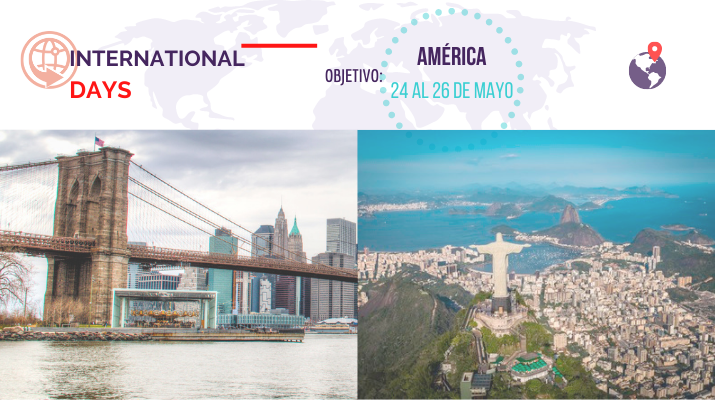 INTERNATIONAL
DAYS
OBJETIVO:
AMÉRICA
24 AL 26 DE MAYO